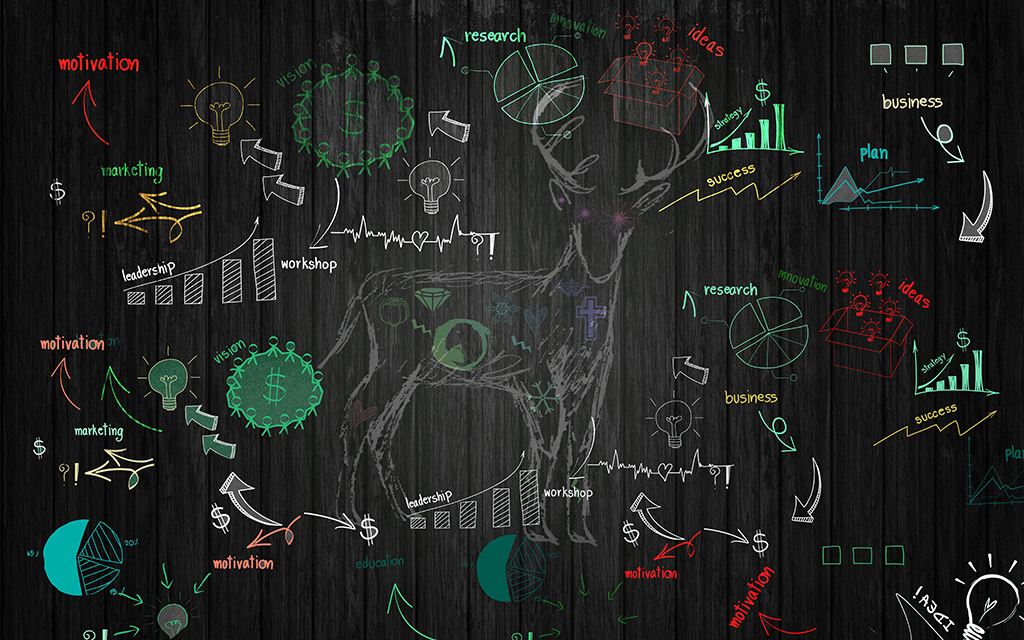 innovation
research
ideas
motivation
vision
$
$
business
strategy
plan
marketing
success
$
?!
?!
workshop
leadership
innovation
ideas
research
$
motivation
vision
strategy
$
business
success
marketing
$
plan
?!
?!
leadership
workshop
$
$
$
$
20%
motivation
education
motivation
motivation
IDEA!